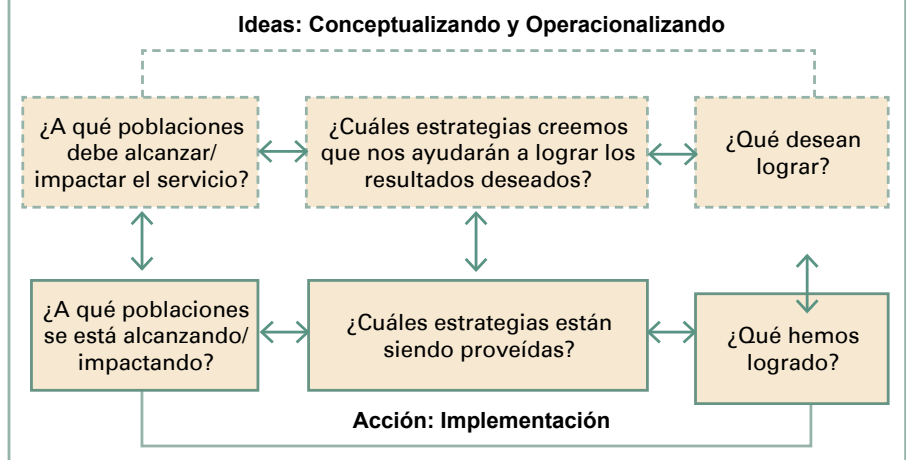 Ideas: Conceptualizando y Operacionalizando
¿A qué poblaciones
debe alcanzar/
impactar el servicio?
¿Cuáles estrategias creemos
que nos ayudarán a lograr los
resultados deseados?
¿Qué desean
lograr?
¿A qué poblaciones
se está alcanzando/
impactando?
¿Cuáles estrategias están
siendo proveídas?
¿Qué hemos
logrado?
Acción: Implementación